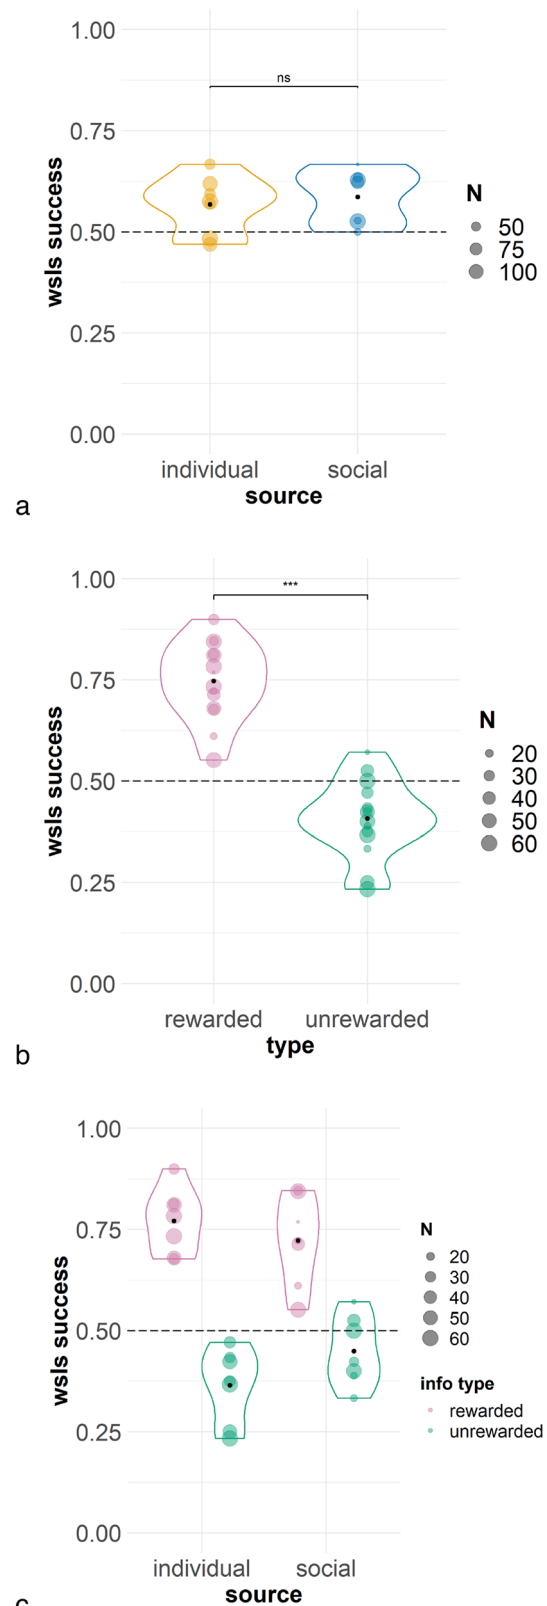 1.00
ns
0.75
N
wsls success
0.50
50
75
100
0.25
0.00
individual social
source
a
1.00
***
0.75
N
wsls success
20
0.50
30
40
50
60
0.25
0.00
rewarded unrewarded
type
b
1.00
0.75
N
20
30
wsls success
40
0.50
50
60
info type
rewarded
0.25
unrewarded
0.00
individual social
source